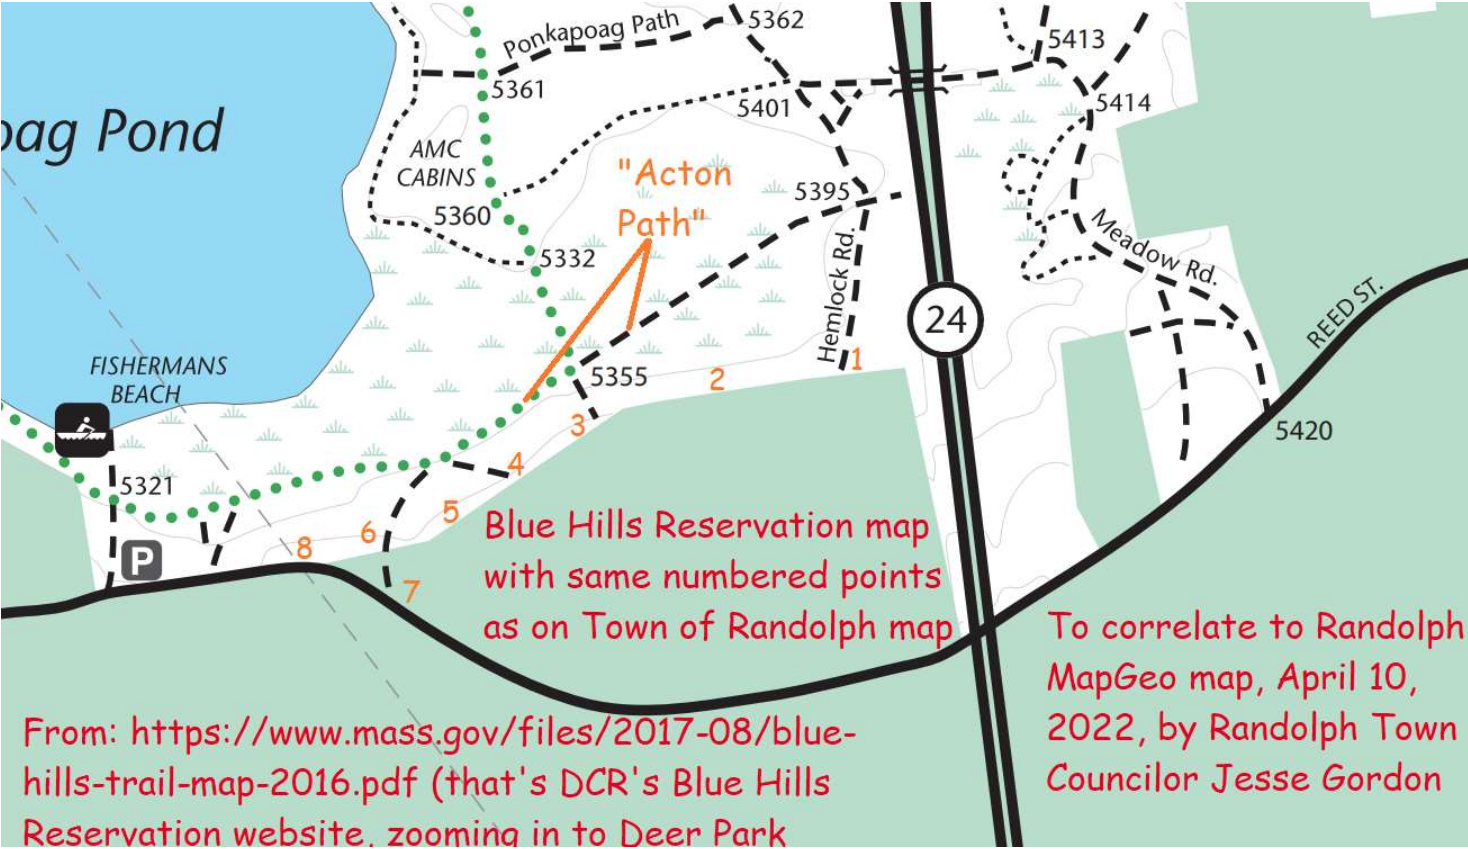 5362
Ponkapoag Path
5413
5361
5401
5414
oag Pond
AMC
CABINS
"Acton
Path"
5395
5360
Meadow Rd.
5332
Hemlock Rd.
24
REED ST.
FISHERMANS
BEACH
5355
1
2
3
5420
4
5321
5
6
8
P
7
Blue Hills Reservation map
with same numbered points
as on Town of Randolph map
To correlate to Randolph
MapGeo map, April 10,
2022, by Randolph Town
Councilor Jesse Gordon
From: https://www.mass.gov/files/2017-08/blue-
hills-trail-map-2016.pdf (that's DCR's Blue Hills
Reservation website, zooming in to Deer Park